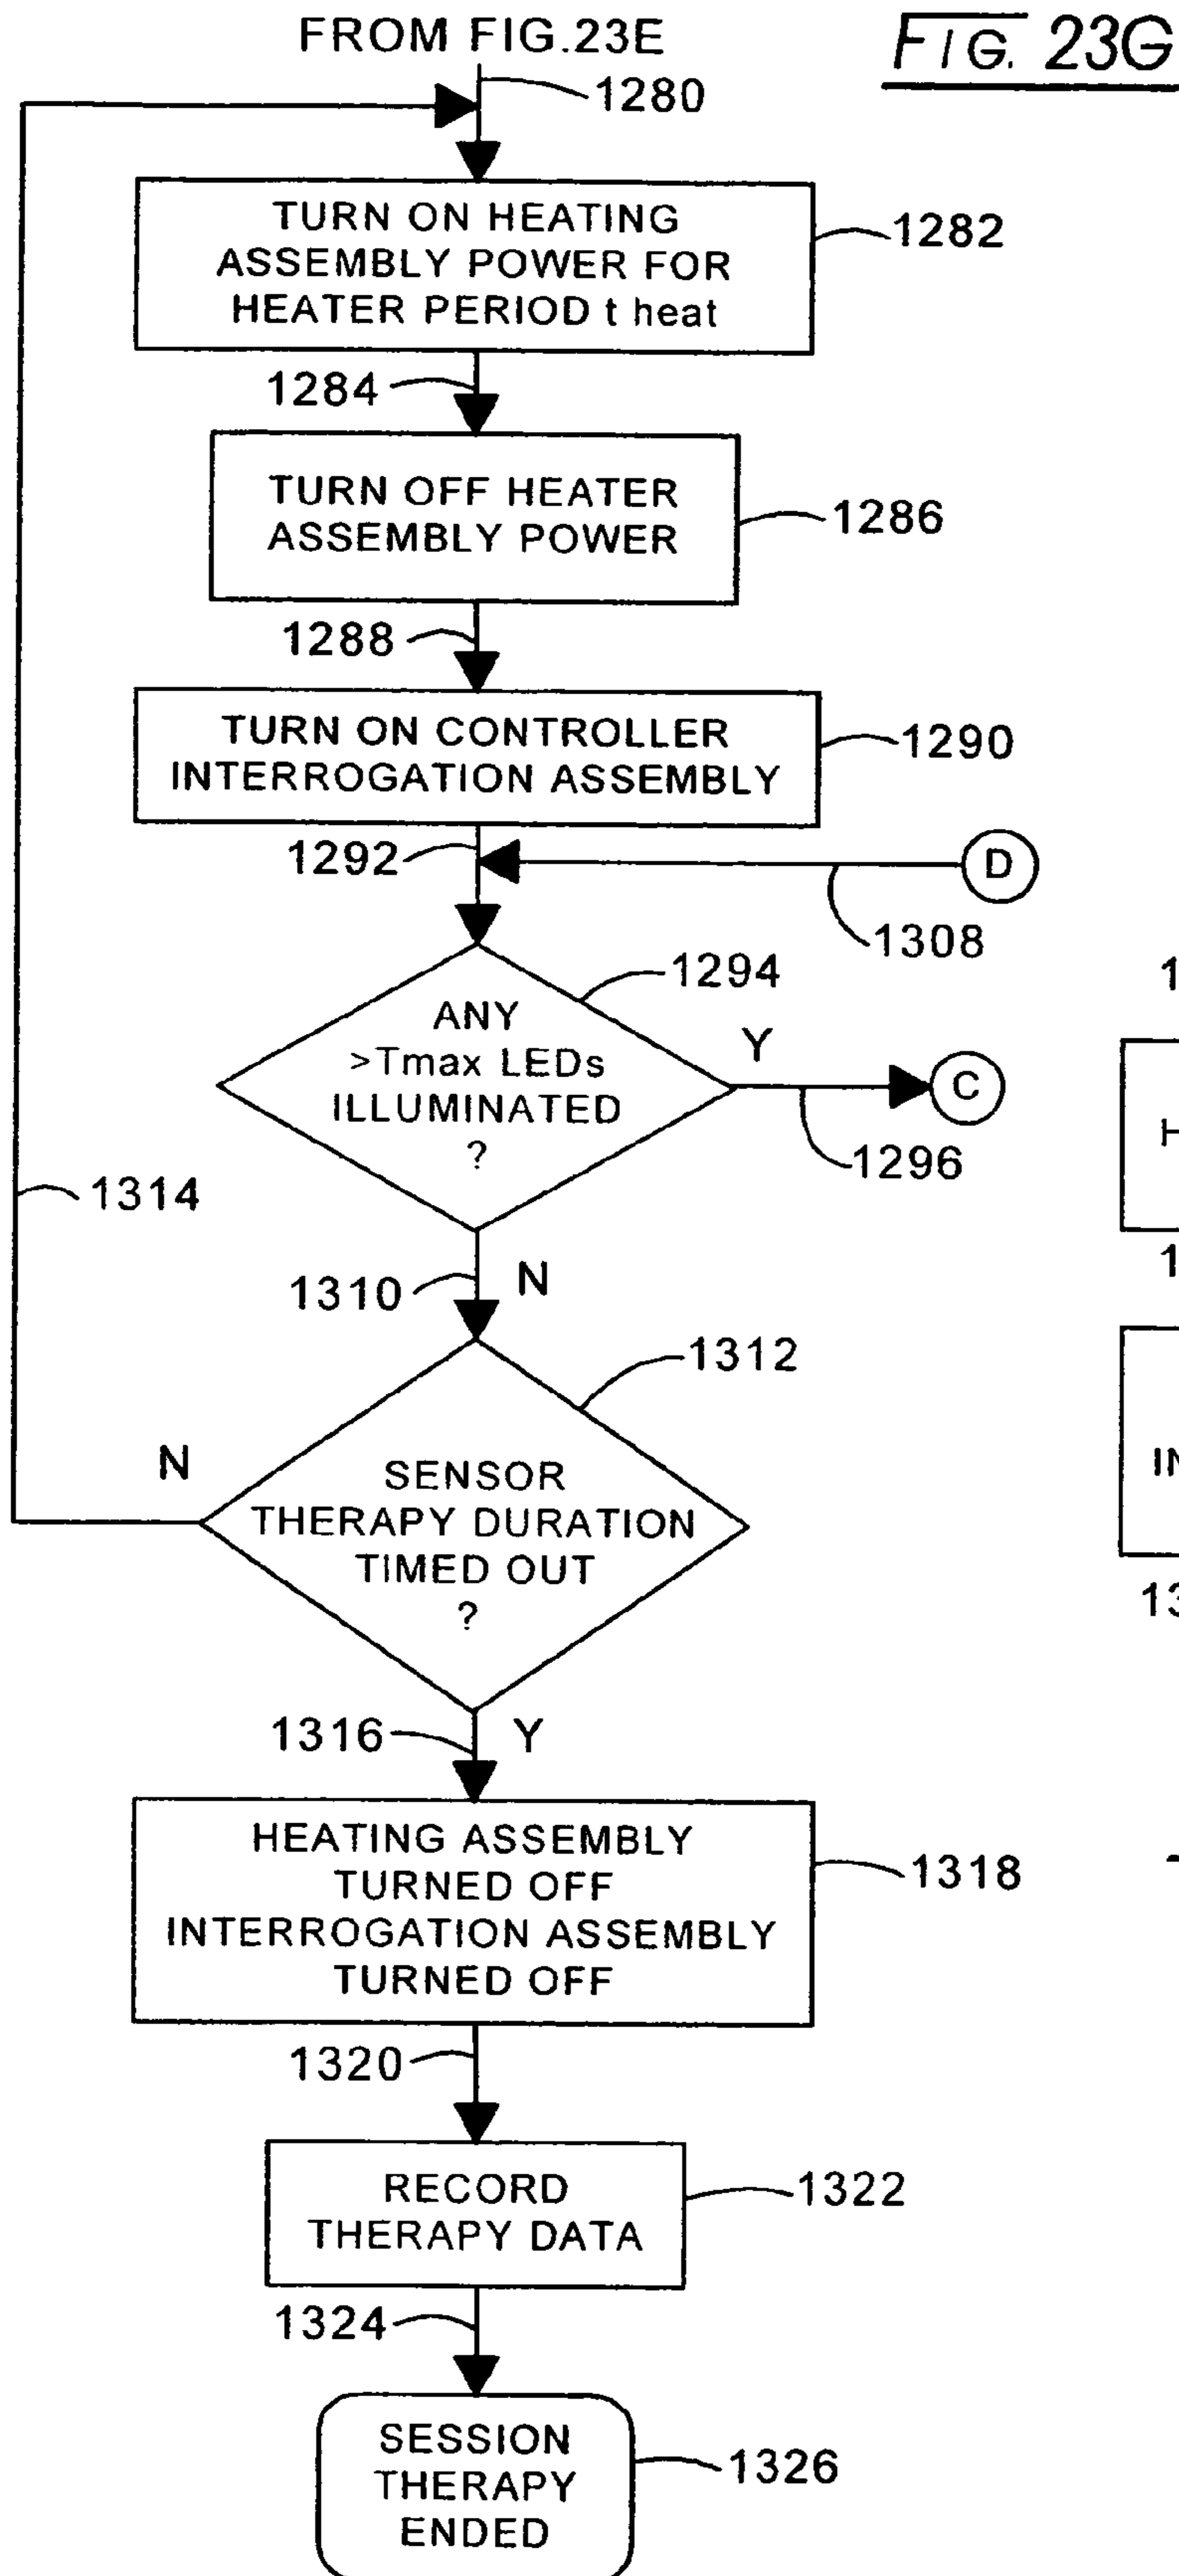 FROM FIG.23E
FIG. 23G
1280
TURN ON HEATING
ASSEMBLY POWER FOR
HEATER PERIOD t heat
1282
1284
TURN OFF HEATER
ASSEMBLY POWER
1286
1288
TURN ON CONTROLLER
INTERROGATION ASSEMBLY
1290
1292
D
1308
1294
ANY
>Tmax LEDs
ILLUMINATED
?
Y
C
1296
1314
1310
N
1312
N
SENSOR
THERAPY DURATION
TIMED OUT
?
1316
Y
HEATING ASSEMBLY
TURNED OFF
INTERROGATION ASSEMBLY
TURNED OFF
1318
1320
RECORD
THERAPY DATA
1322
1324
SESSION
THERAPY
ENDED
1326